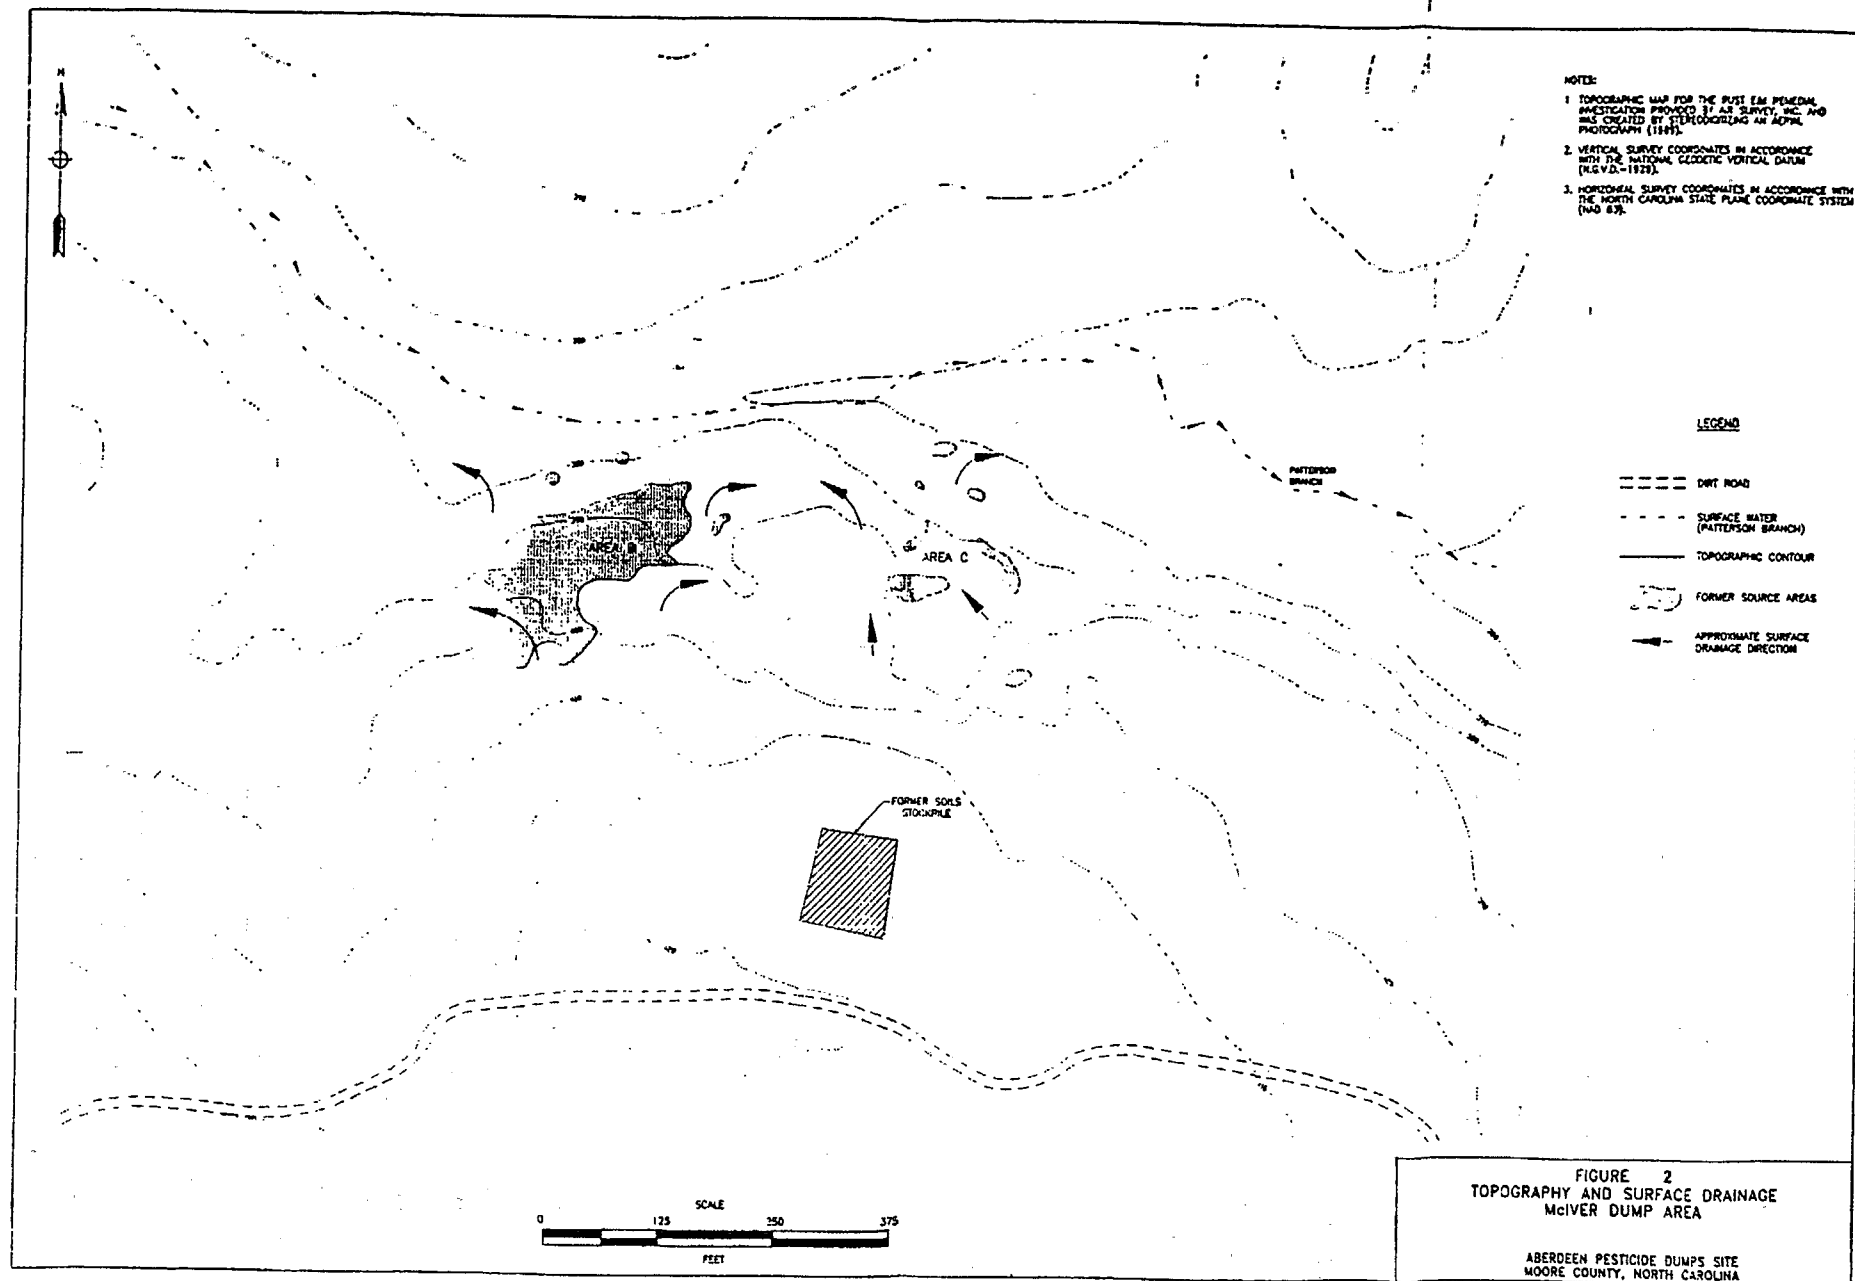 N
NOTES:
1 TOPOGRAPHIC MAP FOR THE RUST E&I REMEDIAL
INVESTIGATION PROVIDED BY AIR SURVEY, INC. AND
WAS CREATED BY STEREODIGITIZING AN AERIAL
PHOTOGRAPH
2. VERTICAL SURVEY COORDINATES IN ACCORDANCE
WITH THE NATIONAL GEODETIC VERTICAL DATUM
(N.G.V.D.-1929).
3. HORIZONTAL SURVEY COORDINATES IN ACCORDANCE WITH
THE NORTH CAROLINA STATE PLANE COORDINATE SYSTEM
(NAD 83).
LEGEND
DIRT ROAD
SURFACE WATER
(PATTERSON BRANCH)
TOPOGRAPHIC CONTOUR
FORMER SOURCE AREAS
APPROXIMATE SURFACE
DRAINAGE DIRECTION
PATTERSON
BRANCH
AREA B
AREA C
FORMER SOILS
STOCKPILE
SCALE
0 125 250 375
FEET
FIGURE 2
TOPOGRAPHY AND SURFACE DRAINAGE
McIVER DUMP AREA
ABERDEEN PESTICIDE DUMPS SITE
MOORE COUNTY, NORTH CAROLINA